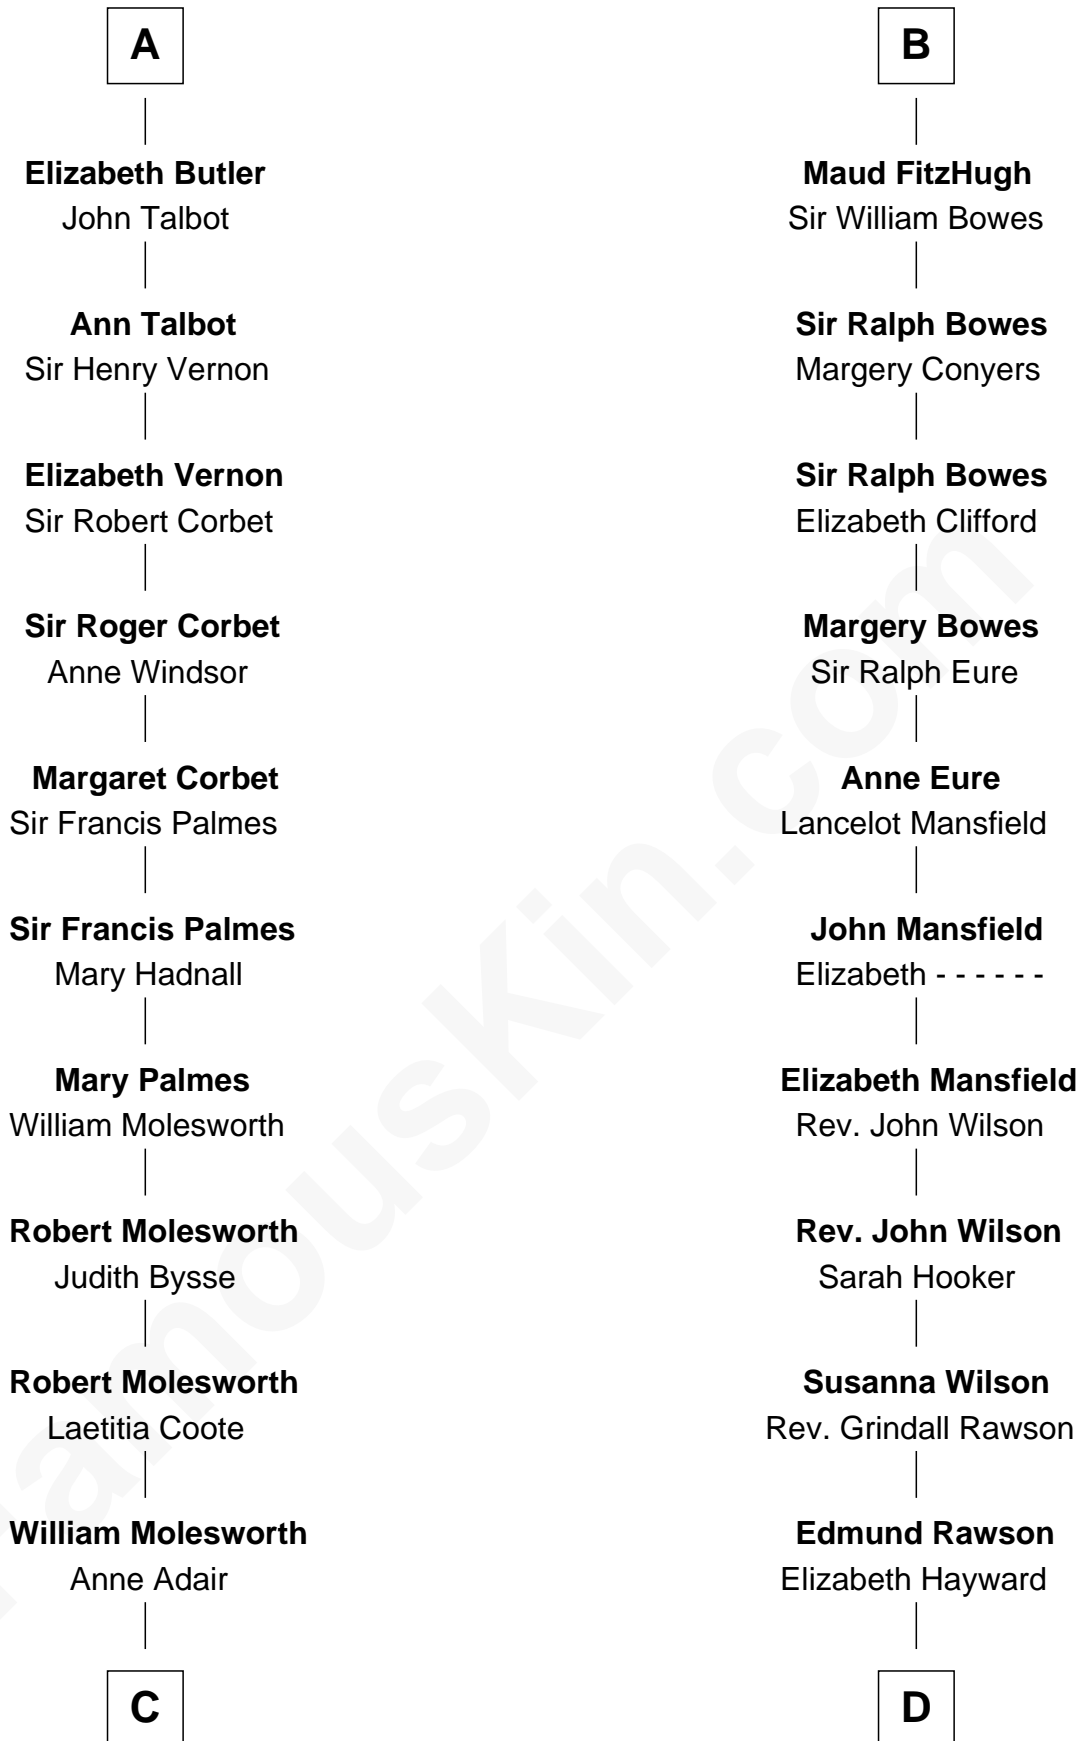 A
Elizabeth Butler
John Talbot
Ann Talbot
Sir Henry Vernon
Elizabeth Vernon
Sir Robert Corbet
Sir Roger Corbet
Anne Windsor
Margaret Corbet
Sir Francis Palmes
Sir Francis Palmes
Mary Hadnall
Mary Palmes
William Molesworth
Robert Molesworth
Judith Bysse
Robert Molesworth
Laetitia Coote
William Molesworth
Anne Adair
C
B
Maud FitzHugh
Sir William Bowes
Sir Ralph Bowes
Margery Conyers
Sir Ralph Bowes
Elizabeth Clifford
Margery Bowes
Sir Ralph Eure
Anne Eure
Lancelot Mansfield
John Mansfield
Elizabeth - - - - - -
Elizabeth Mansfield
Rev. John Wilson
Rev. John Wilson
Sarah Hooker
Susanna Wilson
Rev. Grindall Rawson
Edmund Rawson
Elizabeth Hayward
D
FamousKin.com